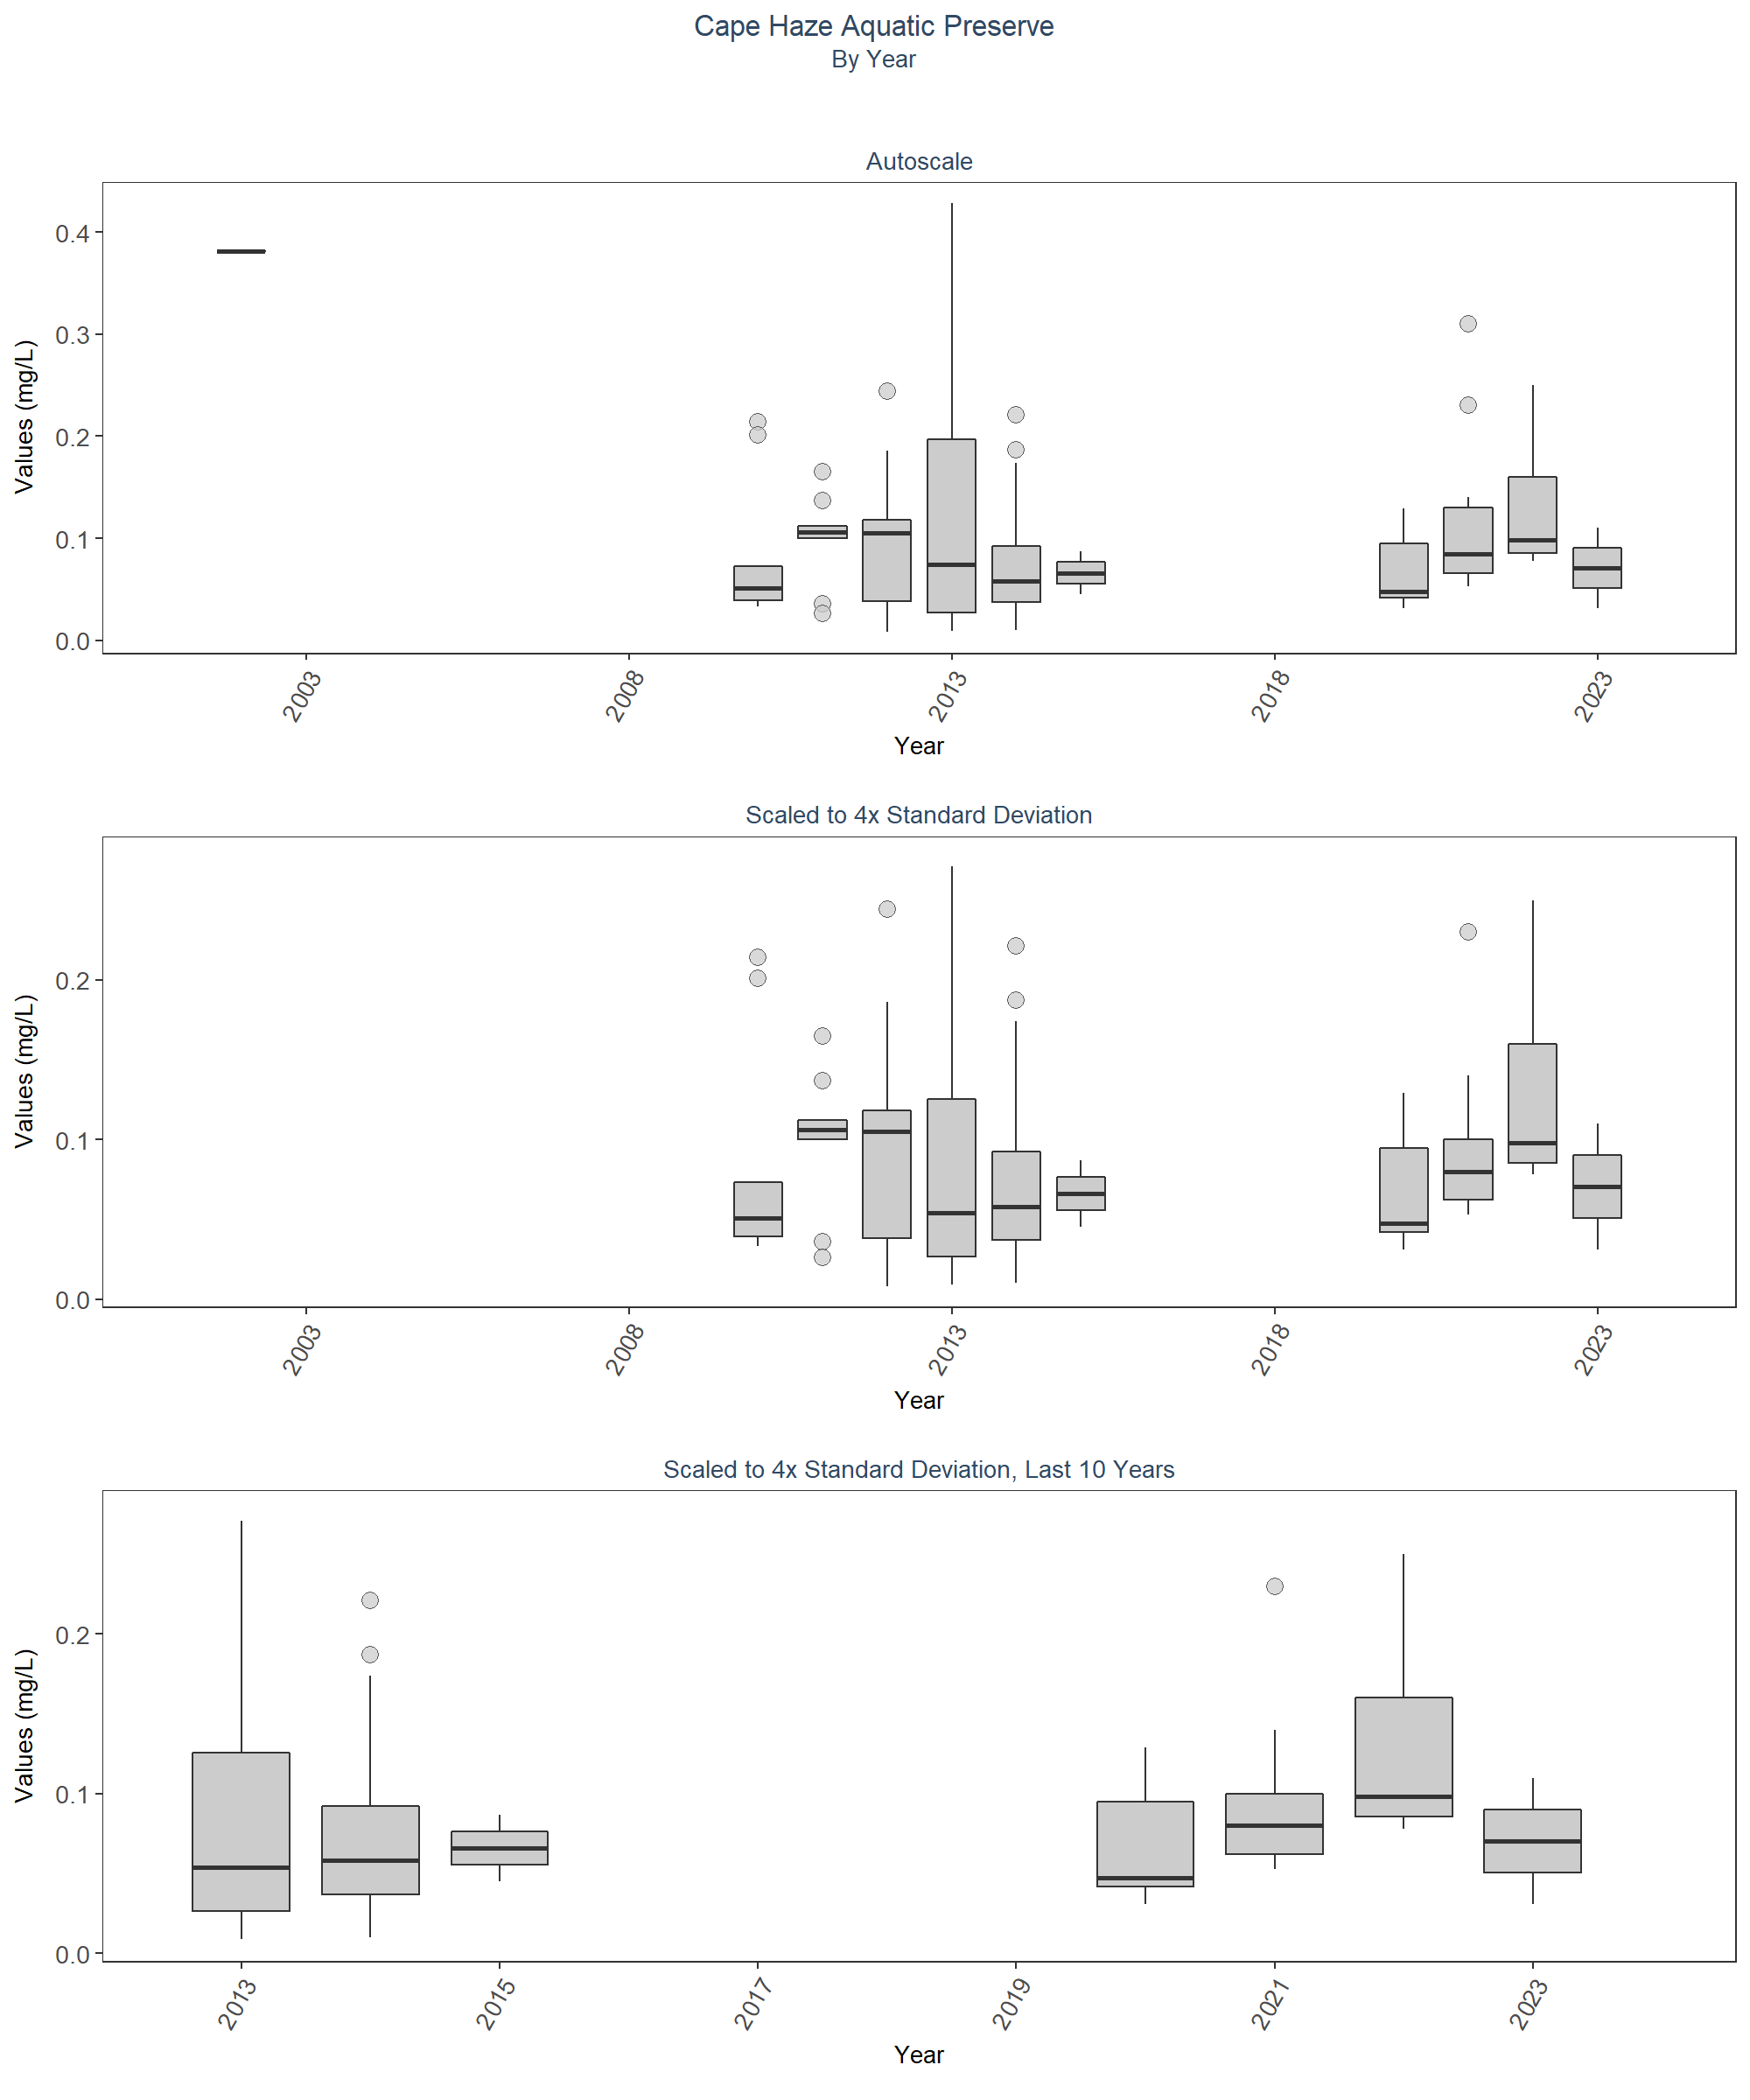 Cape Haze Aquatic Preserve
By Year
Autoscale
Values (mg/L)
0.4
0.3
0.2
0.1
0.0
2003
2008
2013
2018
2023
Year
Scaled to 4x Standard Deviation
Values (mg/L)
0.2
0.1
0.0
2003
2008
2013
2018
2023
Year
Scaled to 4x Standard Deviation, Last 10 Years
Values (mg/L)
0.2
0.1
0.0
2013
2015
2017
2019
2021
2023
Year